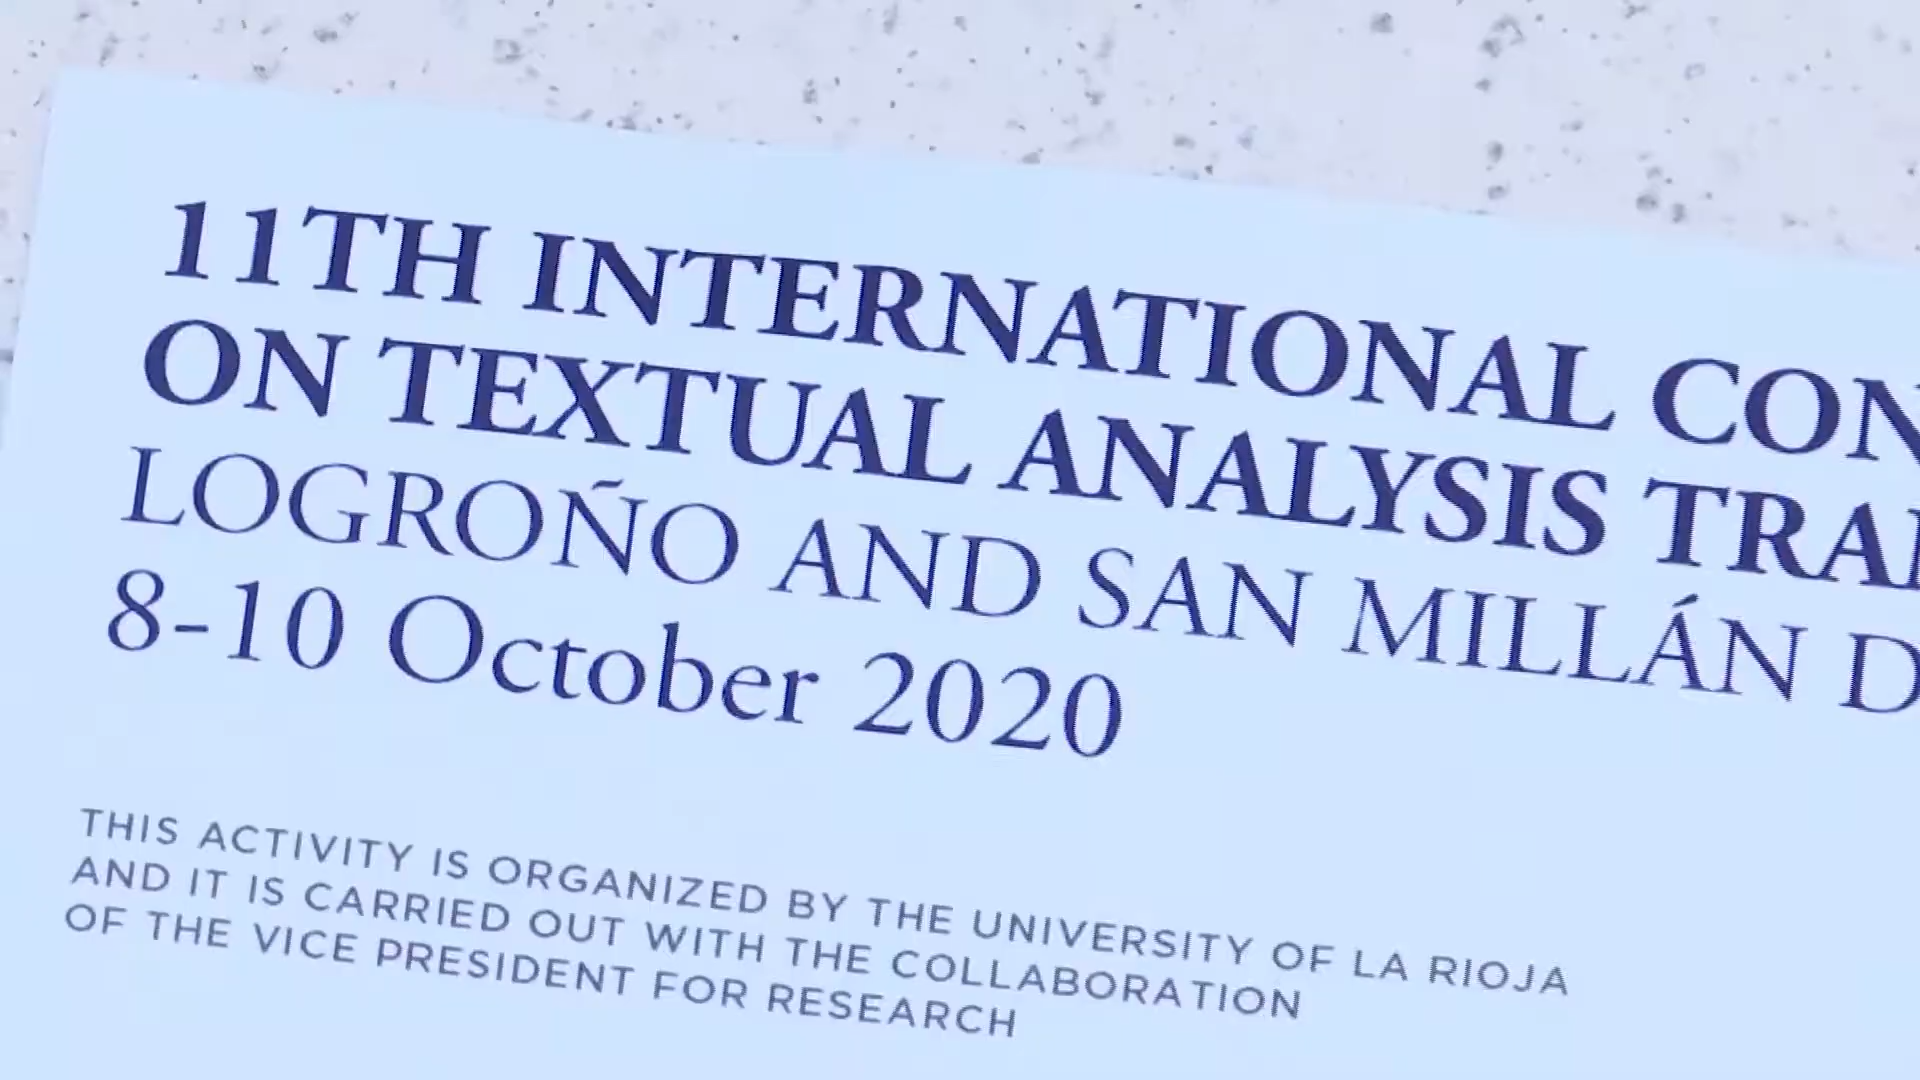 11TH INTERNATIONAL CON
ON TEXTUAL ANALYSIS TRA
LOGROÑO AND SAN MILLÁN D
8-10 October 2020
THIS ACTIVITY IS ORGANIZED BY THE UNIVERSITY OF LA RIOJA
AND IT IS CARRIED OUT WITH THE COLLABORATION
OF THE VICE PRESIDENT FOR RESEARCH